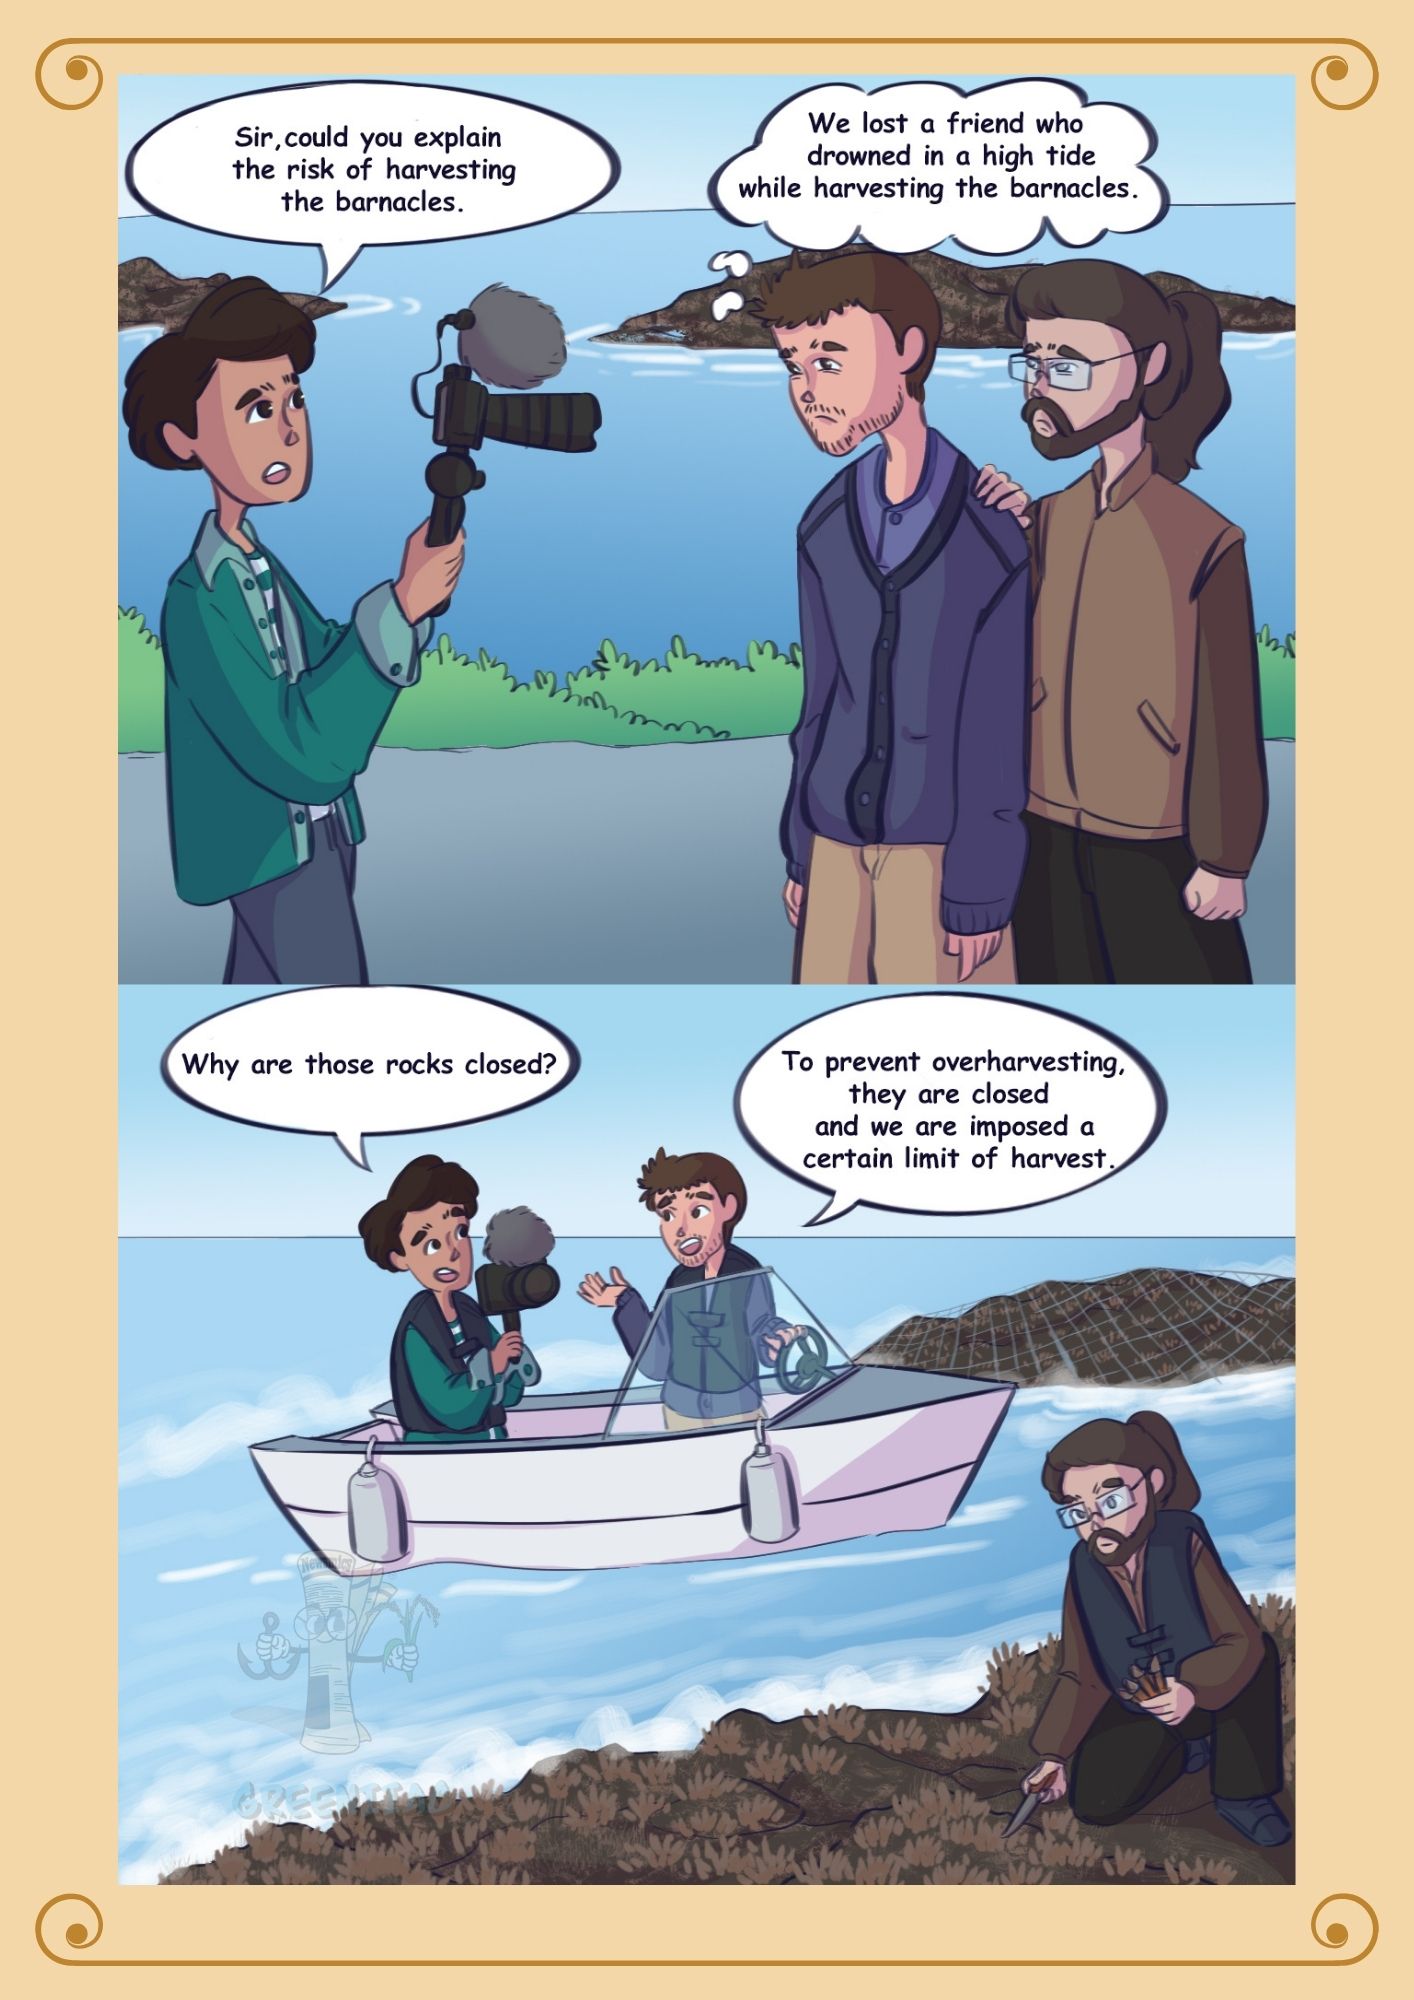 Sir,could you explain
the risk of harvesting
the barnacles.
We lost a friend who
drowned in a high tide
while harvesting the barnacles.
Why are those rocks closed?
To prevent overharvesting,
they are closed
and we are imposed a
certain limit of harvest.